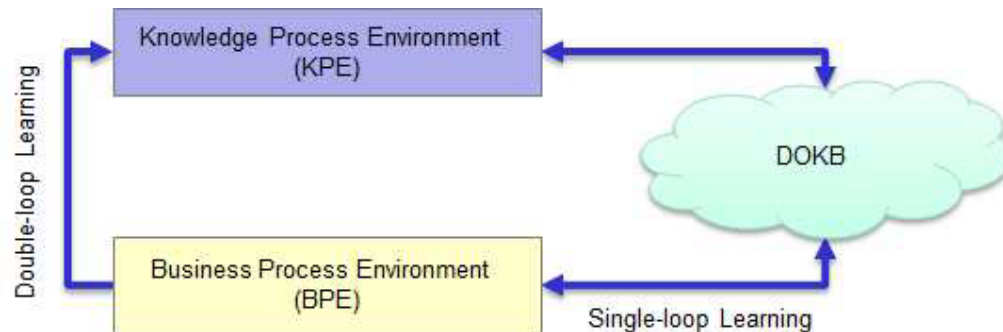 Knowledge Process Environment
(KPE)
Double-loop Learning
DOKB
Business Process Environment
(BPE)
Single-loop Learning